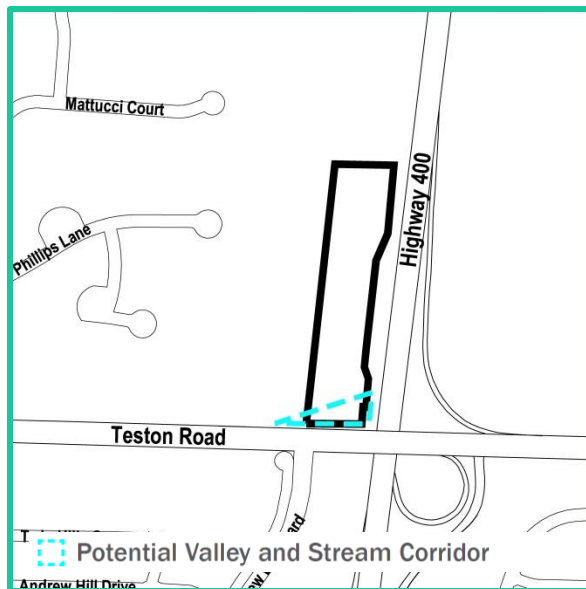 Mattucci Court
Highway 400
Phillips Lane
Teston Road
Potential Valley and Stream Corridor
Andrew Hill Drive